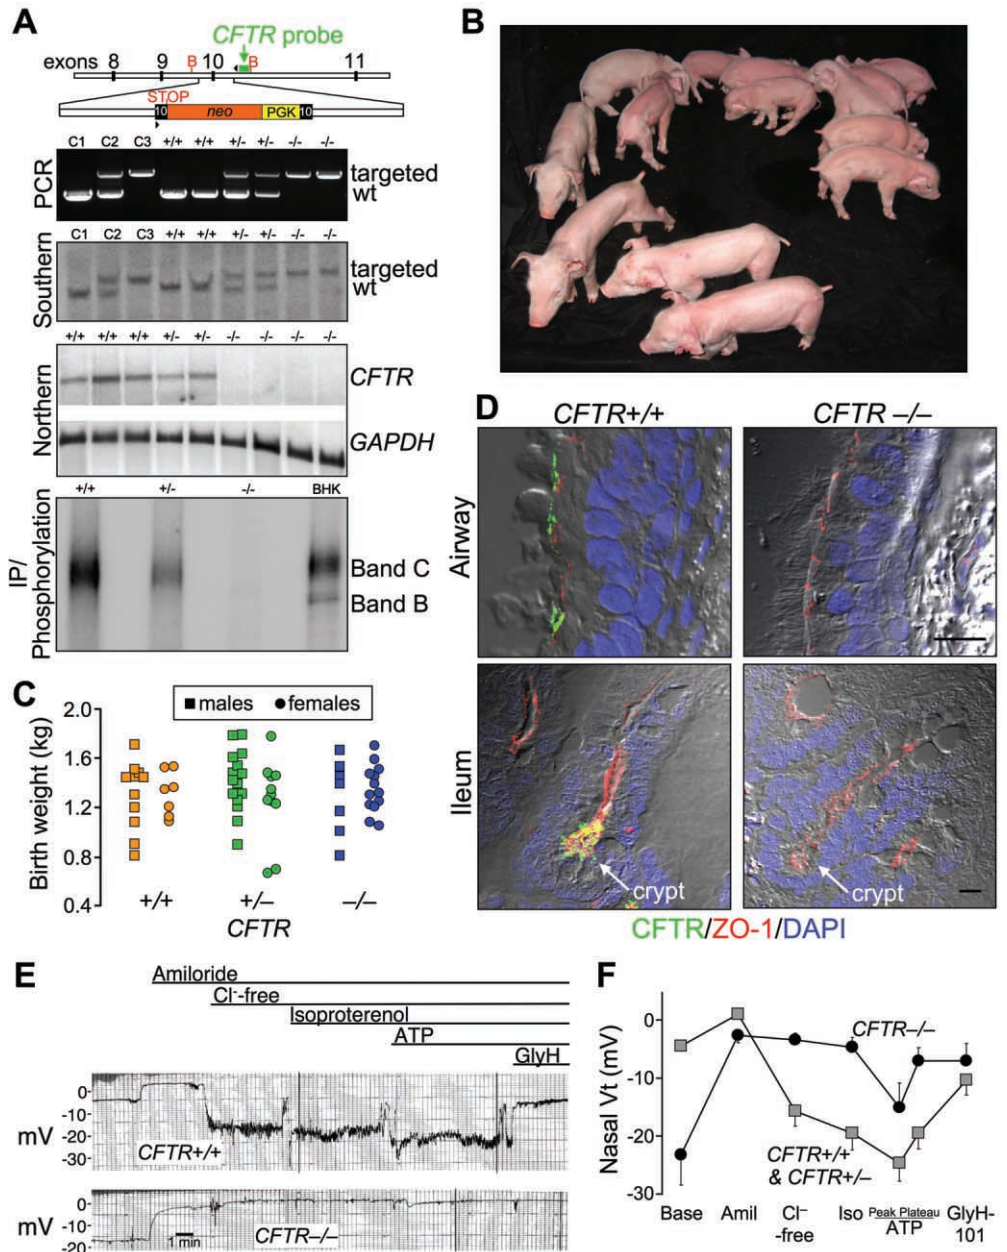 A
CFTR probe
exons 8 9 B 10 B 11
STOP
10 neo PGK 10
C1 C2 C3 +/+ +/+ +/- +/- -/- -/-
PCR
targeted
wt
C1 C2 C3 +/+ +/+ +/- +/- -/- -/-
Southern
targeted
wt
+/+ +/+ +/+ +/- +/- -/- -/- -/- -/-
Northern
CFTR
GAPDH
+/+ +/- -/- BHK
IP/
Phosphorylation
Band C
Band B
B
C
males females
Birth weight (kg)
2.0
1.6
1.2
0.8
0.4
+/+ +/– –/–
CFTR
D
CFTR+/+ CFTR –/–
Airway
Ileum
crypt
crypt
CFTR/ZO-1/DAPI
E
Amiloride
Cl⁻-free
Isoproterenol
ATP
GlyH
mV
0
-10
-20
-30
CFTR+/+
mV
0
-10
-20
1 min
CFTR–/–
F
Nasal Vt (mV)
0
-10
-20
-30
CFTR–/–
CFTR+/+
& CFTR+/–
Base Amil Cl⁻ Iso Peak Plateau GlyH-
-free ATP 101